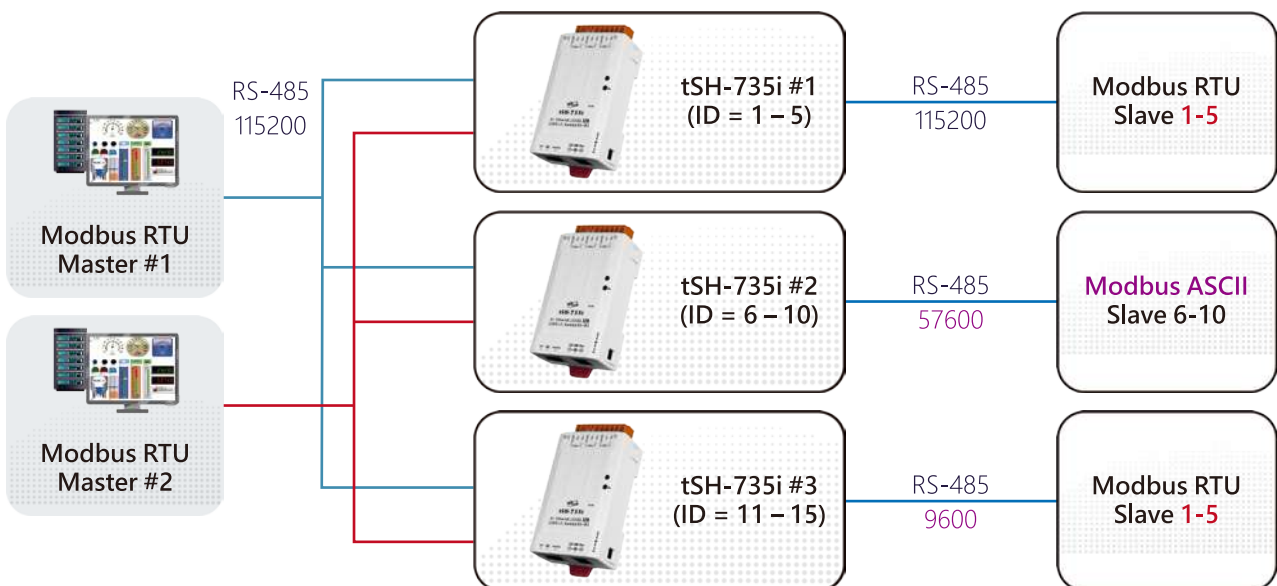 RS-485
115200
Modbus RTU
Master #1
Modbus RTU
Master #2
tSH-735i #1
(ID = 1 – 5)
RS-485
115200
Modbus RTU
Slave 1-5
tSH-735i #2
(ID = 6 – 10)
RS-485
57600
Modbus ASCII
Slave 6-10
tSH-735i #3
(ID = 11 – 15)
RS-485
9600
Modbus RTU
Slave 1-5